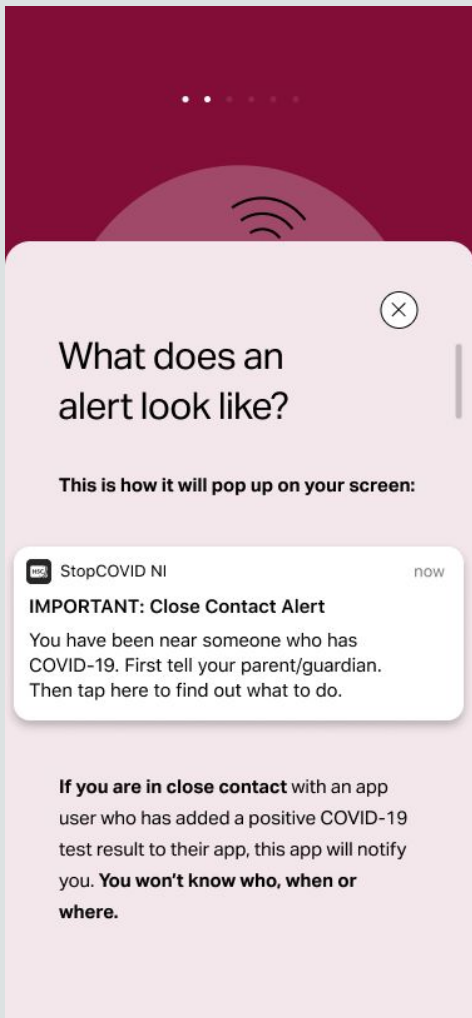 What does an
alert look like?
This is how it will pop up on your screen:
HSC StopCOVID NI now
IMPORTANT: Close Contact Alert
You have been near someone who has
COVID-19. First tell your parent/guardian.
Then tap here to find out what to do.
If you are in close contact with an app
user who has added a positive COVID-19
test result to their app, this app will notify
you. You won't know who, when or
where.